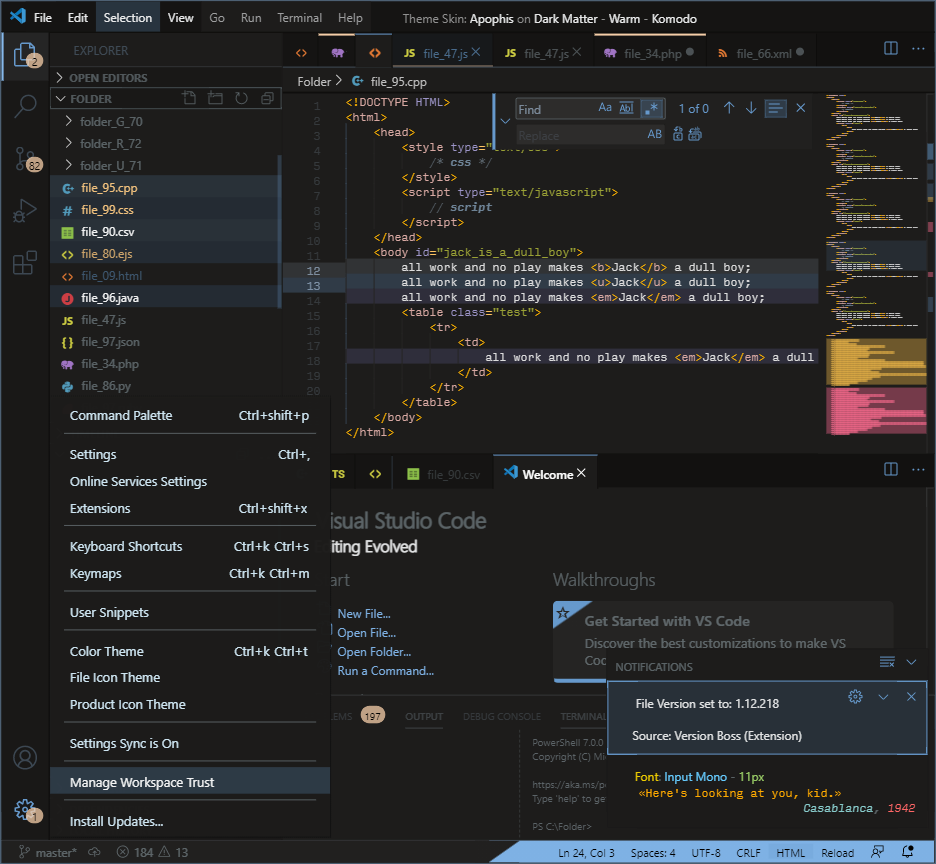 File Edit Selection View Go Run Terminal Help Theme Skin: Apophis on Dark Matter - Warm - Komodo
2
EXPLORER
JS file_47.js JS file_47.js file_34.php file_66.xml
OPEN EDITORS
FOLDER
Folder > file_95.cpp
folder_G_70
folder_R_72
folder_U_71
file_95.cpp
# file_99.css
file_90.csv
file_80.ejs
file_09.html
file_96.java
JS file_47.js
{} file_97.json
file_34.php
file_86.py
82
Find Aa Abl .* 1 of 0
Replace AB
1 <!DOCTYPE HTML>
2 <html>
3 <head>
4 <style type=
5 /* css */
6 </style>
7 <script type="text/javascript">
8 // script
9 </script>
10 </head>
11 <body id="jack_is_a_dull_boy">
12 all work and no play makes <b>Jack</b> a dull boy;
13 all work and no play makes <u>Jack</u> a dull boy;
14 all work and no play makes <em>Jack</em> a dull boy;
15 <table class="test">
16 <tr>
17 <td>
18 all work and no play makes <em>Jack</em> a dull
19 </td>
20 </tr>
</table>
</body>
</html>
Command Palette Ctrl+shift+p
Settings Ctrl+,
Online Services Settings
Extensions Ctrl+shift+x
Keyboard Shortcuts Ctrl+k Ctrl+s
Keymaps Ctrl+k Ctrl+m
User Snippets
Color Theme Ctrl+k Ctrl+t
File Icon Theme
Product Icon Theme
Settings Sync is On
Manage Workspace Trust
Install Updates...
1
TS file_90.csv Welcome
isual Studio Code
iting Evolved
art
New File...
Open File...
Open Folder...
Run a Command...
Walkthroughs
Get Started with VS Code
Discover the best customizations to make VS
Coc
NOTIFICATIONS
File Version set to: 1.12.218
Source: Version Boss (Extension)
Font: Input Mono - 11px
«Here's looking at you, kid.»
Casablanca, 1942
LEMS 197 OUTPUT DEBUG CONSOLE TERMINAL
PowerShell 7.0.0
Copyright (C) Mi
https://aka.ms/p
Type 'help' to ge
PS C:\Folder>
master* 184 13 Ln 24, Col 3 Spaces: 4 UTF-8 CRLF HTML Reload